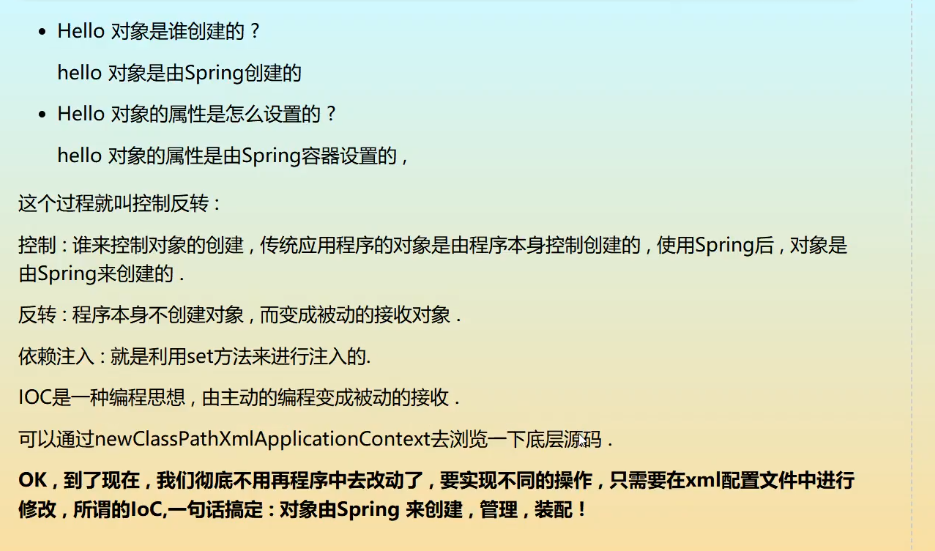 Hello 对象是谁创建的？
hello 对象是由Spring创建的
Hello 对象的属性是怎么设置的？
hello 对象的属性是由Spring容器设置的 ,
这个过程就叫控制反转 :
控制 : 谁来控制对象的创建 , 传统应用程序的对象是由程序本身控制创建的 , 使用Spring后 , 对象是
由Spring来创建的 .
反转 : 程序本身不创建对象 , 而变成被动的接收对象 .
依赖注入 : 就是利用set方法来进行注入的.
IOC是一种编程思想 , 由主动的编程变成被动的接收 .
可以通过newClassPathXmlApplicationContext去浏览一下底层源码 .
OK , 到了现在 , 我们彻底不用再程序中去改动了 , 要实现不同的操作 , 只需要在xml配置文件中进行
修改 , 所谓的IoC,一句话搞定 : 对象由Spring 来创建 , 管理 , 装配 !